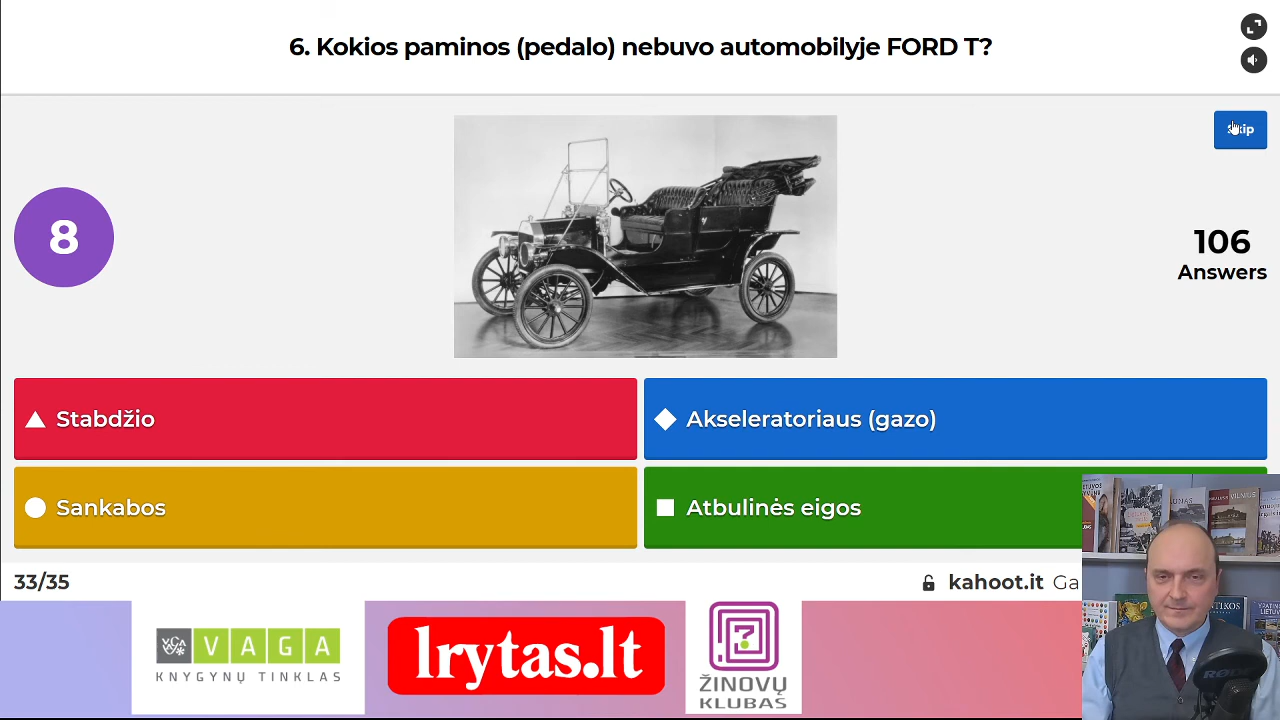 6. Kokios paminos (pedalo) nebuvo automobilyje FORD T?
8
106
Answers
Stabdžio
Akseleratoriaus (gazo)
Sankabos
Atbulinės eigos
33/35
kahoot.it Ga
VAGA
KNYGYNŲ TINKLAS
lrytas.lt
?
ŽINOVŲ
KLUBAS